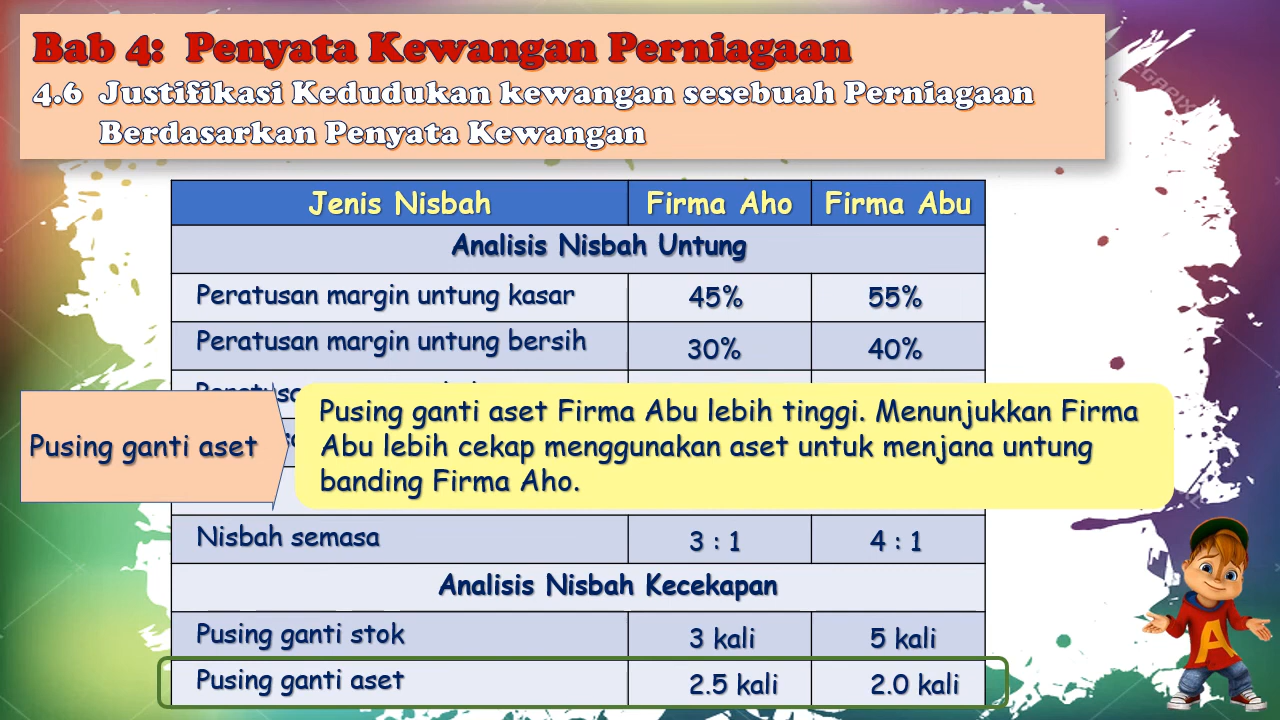 Bab 4: Penyata Kewangan Perniagaan
4.6 Justifikasi Kedudukan kewangan sesebuah Perniagaan
Berdasarkan Penyata Kewangan
Jenis Nisbah Firma Aho Firma Abu
Analisis Nisbah Untung
Peratusan margin untung kasar 45% 55%
Peratusan margin untung bersih 30% 40%
Pusing ganti aset
Pusing ganti aset Firma Abu lebih tinggi. Menunjukkan Firma
Abu lebih cekap menggunakan aset untuk menjana untung
banding Firma Aho.
Nisbah semasa 3 : 1 4 : 1
Analisis Nisbah Kecekapan
Pusing ganti stok 3 kali 5 kali
Pusing ganti aset 2.5 kali 2.0 kali
A